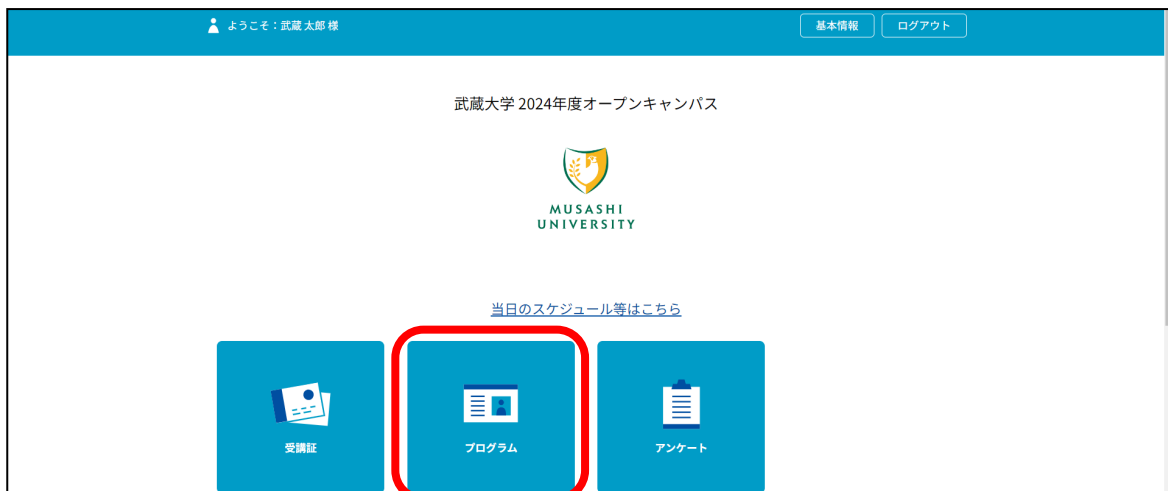 ようこそ：武蔵 太郎 様
基本情報
ログアウト
武蔵大学 2024年度オープンキャンパス
MUSASHI
UNIVERSITY
当日のスケジュール等はこちら
受講証
プログラム
アンケート